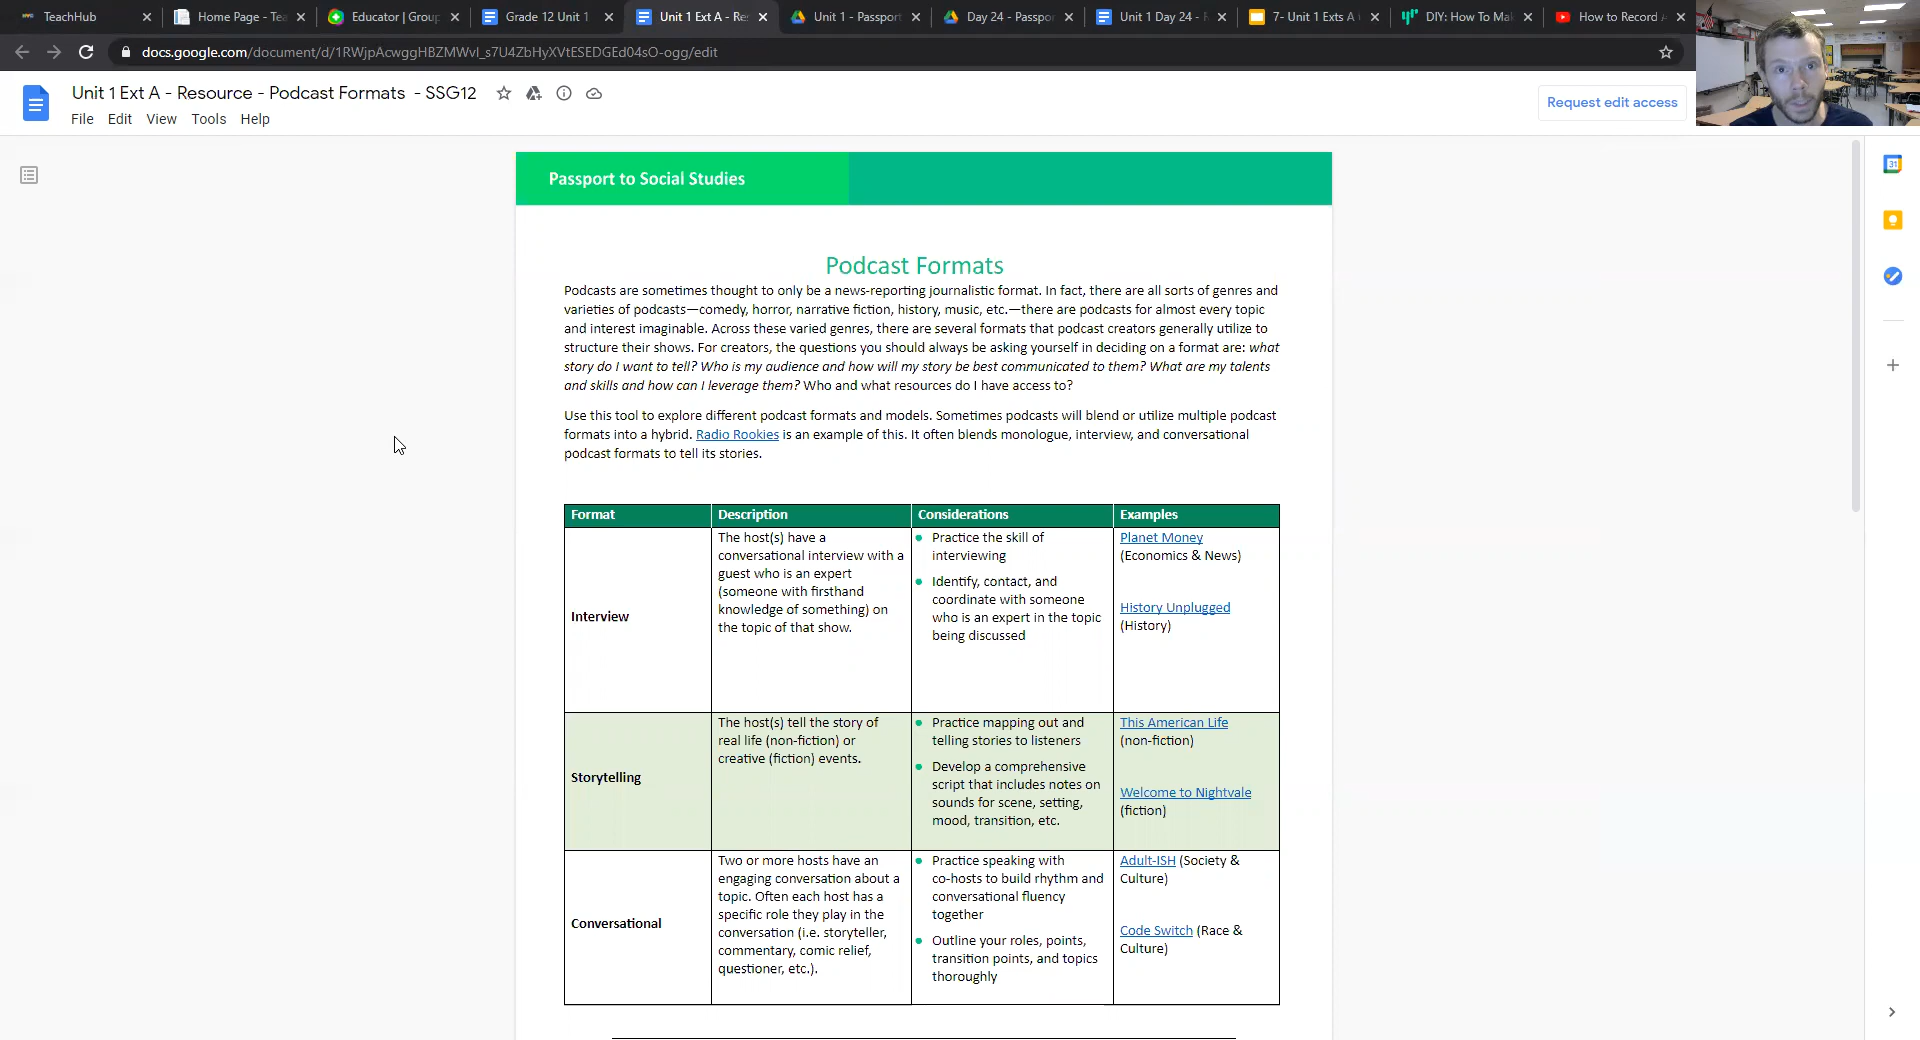 TeachHub
Home Page - Tea
Educator | Group
Grade 12 Unit 1
Unit 1 Ext A - Res
Unit 1 - Passport
Day 24 - Passpo
Unit 1 Day 24 - R
7- Unit 1 Exts A
DIY: How To Mak
How to Record A
docs.google.com/document/d/1RWjpAcwggHBZMWvI_s7U4ZbHyXVtESEDGEd04sO-ogg/edit
Unit 1 Ext A - Resource - Podcast Formats - SSG12
File Edit View Tools Help
Request edit access
31
Passport to Social Studies
Podcast Formats
Podcasts are sometimes thought to only be a news-reporting journalistic format. In fact, there are all sorts of genres and
varieties of podcasts—comedy, horror, narrative fiction, history, music, etc.—there are podcasts for almost every topic
and interest imaginable. Across these varied genres, there are several formats that podcast creators generally utilize to
structure their shows. For creators, the questions you should always be asking yourself in deciding on a format are: what
story do I want to tell? Who is my audience and how will my story be best communicated to them? What are my talents
and skills and how can I leverage them? Who and what resources do I have access to?
Use this tool to explore different podcast formats and models. Sometimes podcasts will blend or utilize multiple podcast
formats into a hybrid. Radio Rookies is an example of this. It often blends monologue, interview, and conversational
podcast formats to tell its stories.
Format Description Considerations Examples
Interview
The host(s) have a
conversational interview with a
guest who is an expert
(someone with firsthand
knowledge of something) on
the topic of that show.
Practice the skill of
interviewing
Identify, contact, and
coordinate with someone
who is an expert in the topic
being discussed
Planet Money
(Economics & News)
History Unplugged
(History)
Storytelling
The host(s) tell the story of
real life (non-fiction) or
creative (fiction) events.
Practice mapping out and
telling stories to listeners
Develop a comprehensive
script that includes notes on
sounds for scene, setting,
mood, transition, etc.
This American Life
(non-fiction)
Welcome to Nightvale
(fiction)
Conversational
Two or more hosts have an
engaging conversation about a
topic. Often each host has a
specific role they play in the
conversation (i.e. storyteller,
commentary, comic relief,
questioner, etc.).
Practice speaking with
co-hosts to build rhythm and
conversational fluency
together
Outline your roles, points,
transition points, and topics
thoroughly
Adult-ISH (Society &
Culture)
Code Switch (Race &
Culture)